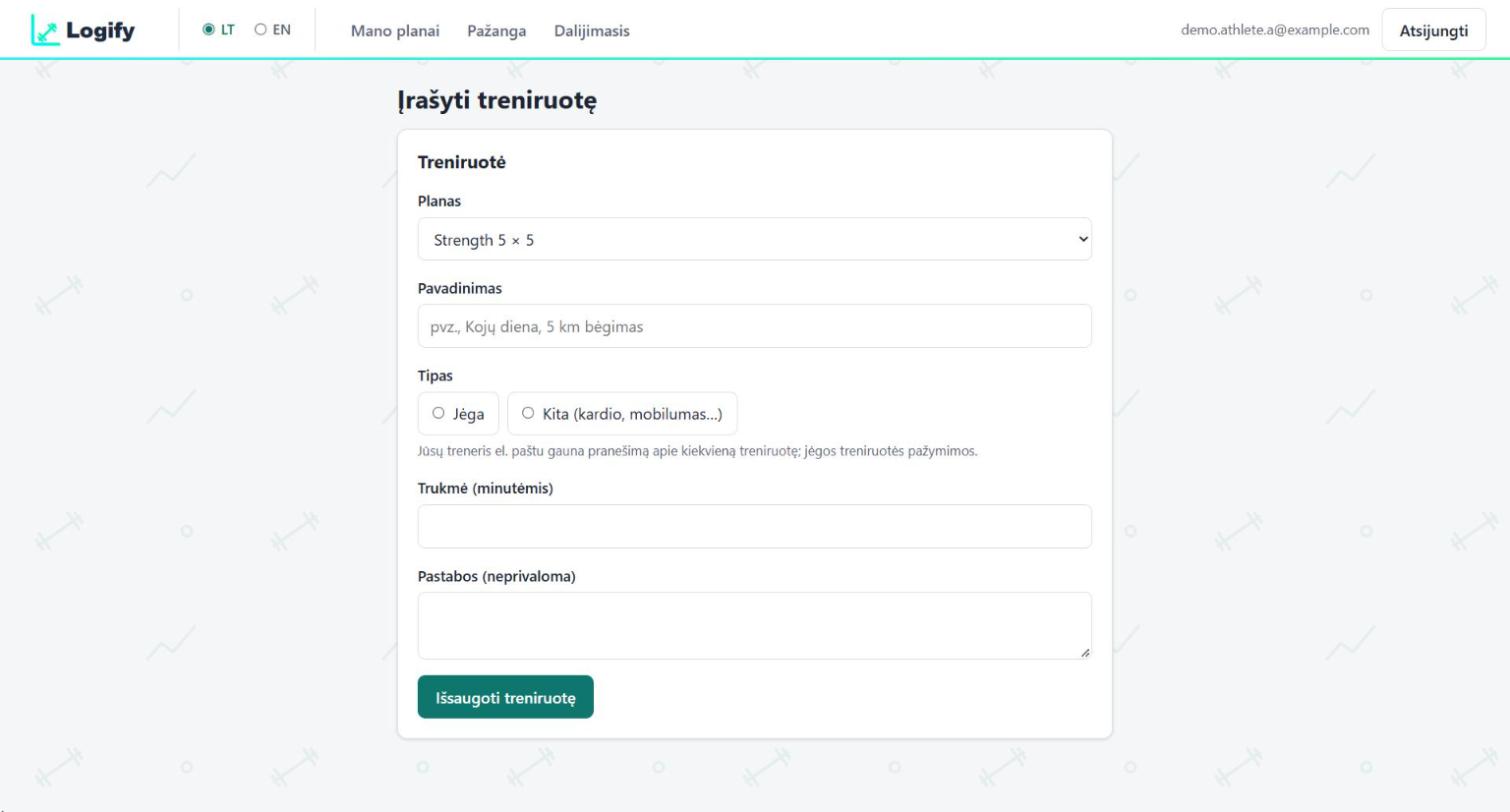 Logify
LT EN
Mano planai Pažanga Dalijimasis
demo.athlete.a@example.com Atsijungti
Įrašyti treniruotę
Treniruotė
Planas
Strength 5 × 5
Pavadinimas
pvz., Kojų diena, 5 km bėgimas
Tipas
Jėga Kita (kardio, mobilumas...)
Jūsų treneris el. paštu gauna pranešimą apie kiekvieną treniruotę; jėgos treniruotės pažymimos.
Trukmė (minutėmis)
Pastabos (neprivaloma)
Išsaugoti treniruotę